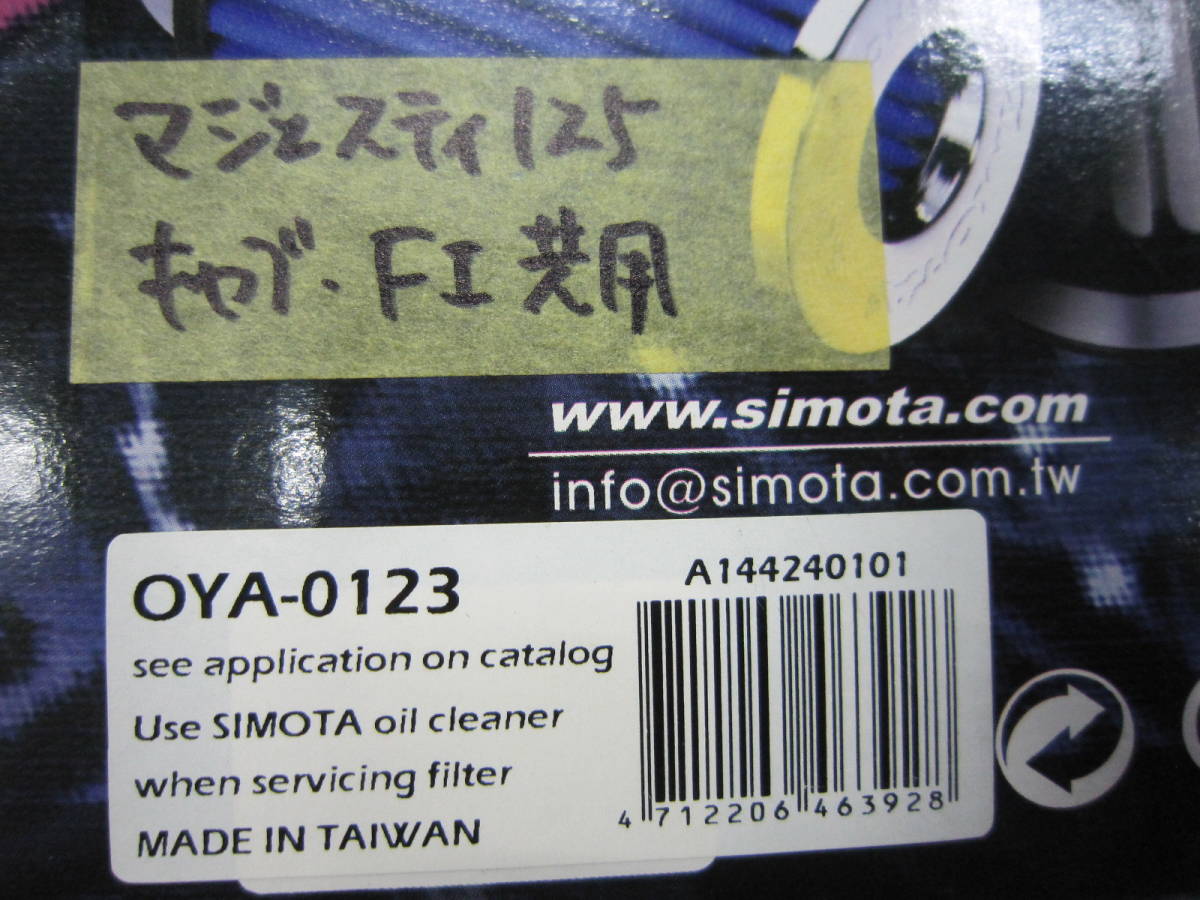 マジェスティ125
キャブ・FI 共用
www.simota.com
info@simota.com.tw
OYA-0123
see application on catalog
Use SIMOTA oil cleaner
when servicing filter
MADE IN TAIWAN
A144240101
4 712206 463928